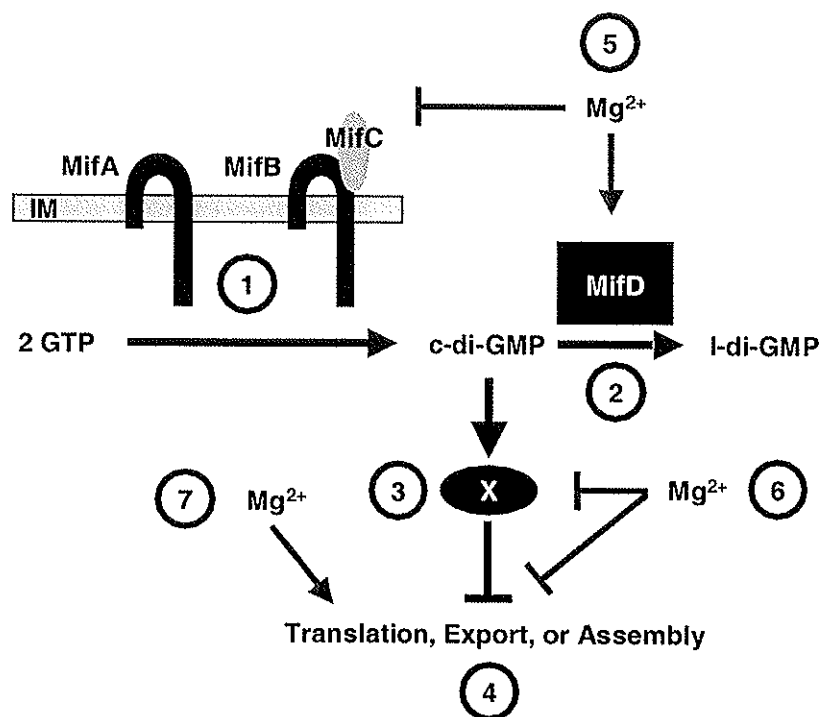 5
Mg²⁺
MifC
MifA
MifB
IM
1
MifD
2 GTP
c-di-GMP
l-di-GMP
2
7
Mg²⁺
3
X
Mg²⁺
6
Translation, Export, or Assembly
4